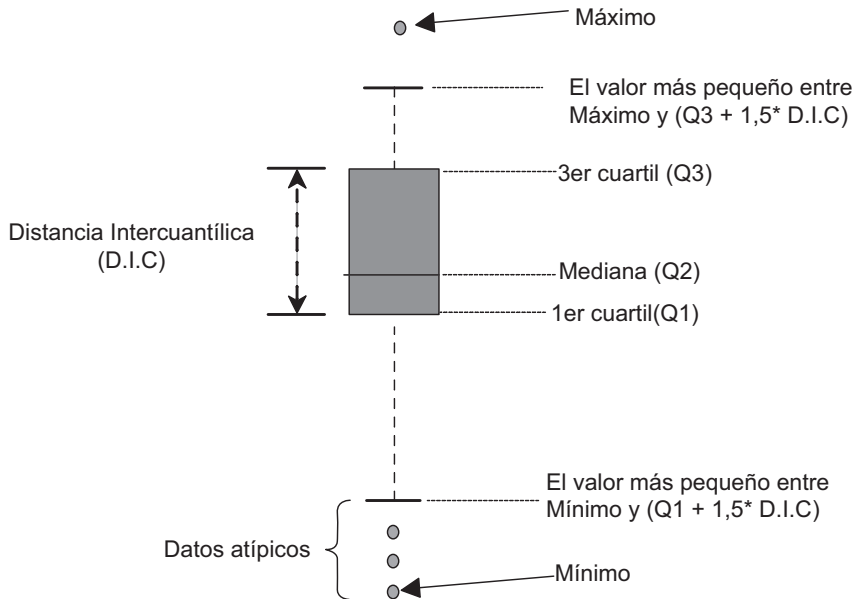 Máximo
El valor más pequeño entre
Máximo y (Q3 + 1,5* D.I.C)
3er cuartil (Q3)
Distancia Intercuantílica
(D.I.C)
Mediana (Q2)
1er cuartil(Q1)
El valor más pequeño entre
Mínimo y (Q1 + 1,5* D.I.C)
Datos atípicos
Mínimo